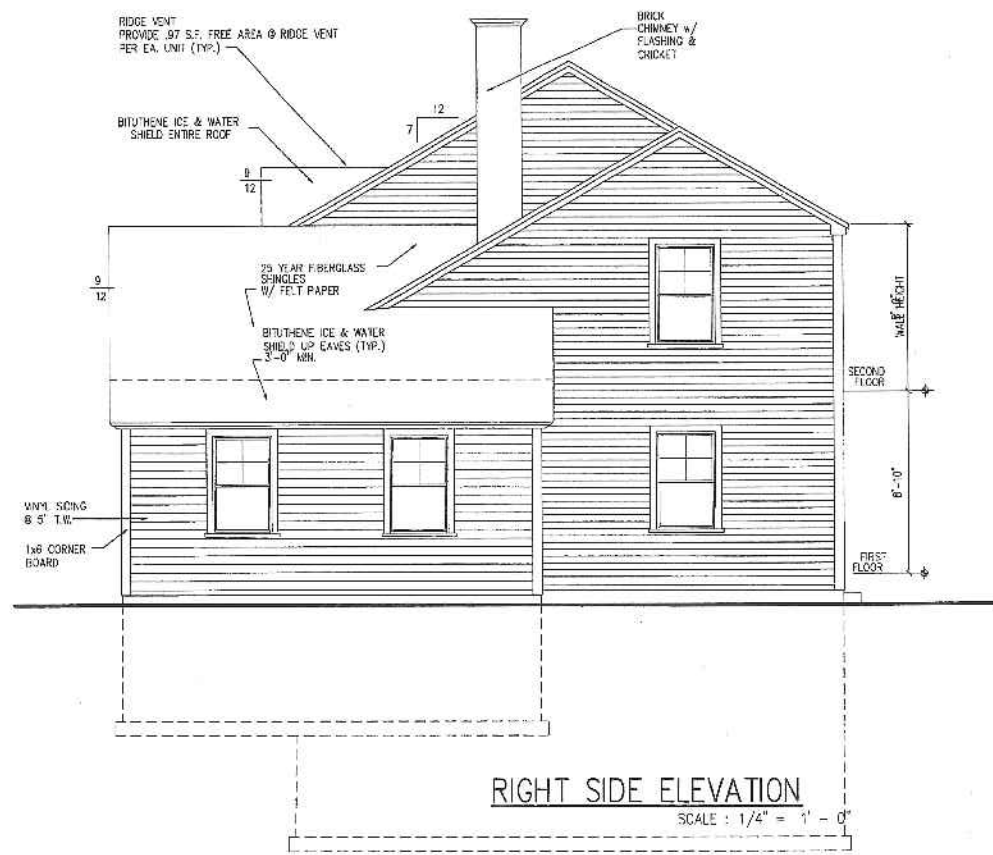 RIDGE VENT
PROVIDE .97 S.F. FREE AREA @ RIDGE VENT
PER EA. UNIT (TYP.)
BRICK
CHIMNEY w/
FLASHING &
CRICKET
12
7
BITUTHENE ICE & WATER
SHIELD ENTIRE ROOF
12
25 YEAR FIBERGLASS
SHINGLES
W/ FELT PAPER
9
12
WALL HEIGHT
BITUTHENE ICE & WATER
SHIELD UP EAVES (TYP.)
3'-0" MIN.
SECOND
FLOOR
VINYL SIDING
@ 5" T.W.
1x6 CORNER
BOARD
FIRST
FLOOR
RIGHT SIDE ELEVATION
SCALE : 1/4" = 1' - 0"